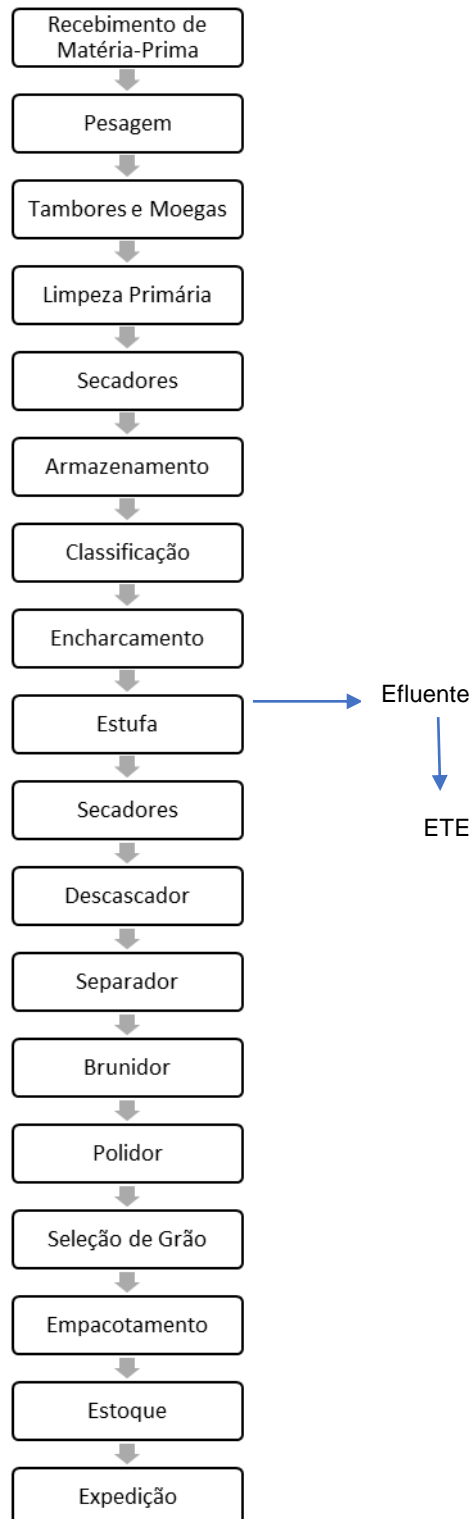 Recebimento de
Matéria-Prima
Pesagem
Tambores e Moegas
Limpeza Primária
Secadores
Armazenamento
Classificação
Encharcamento
Estufa
Efluente
ETE
Secadores
Descascador
Separador
Brunidor
Polidor
Seleção de Grão
Empacotamento
Estoque
Expedição